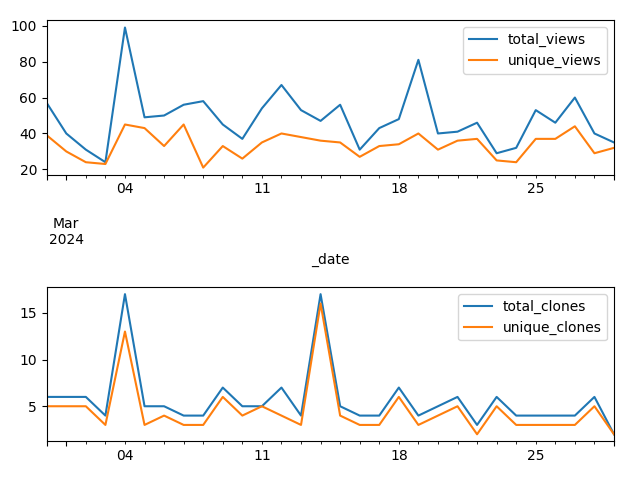 100
80
60
40
20
total_views
unique_views
04
11
18
25
Mar
2024
_date
15
10
5
total_clones
unique_clones
04
11
18
25